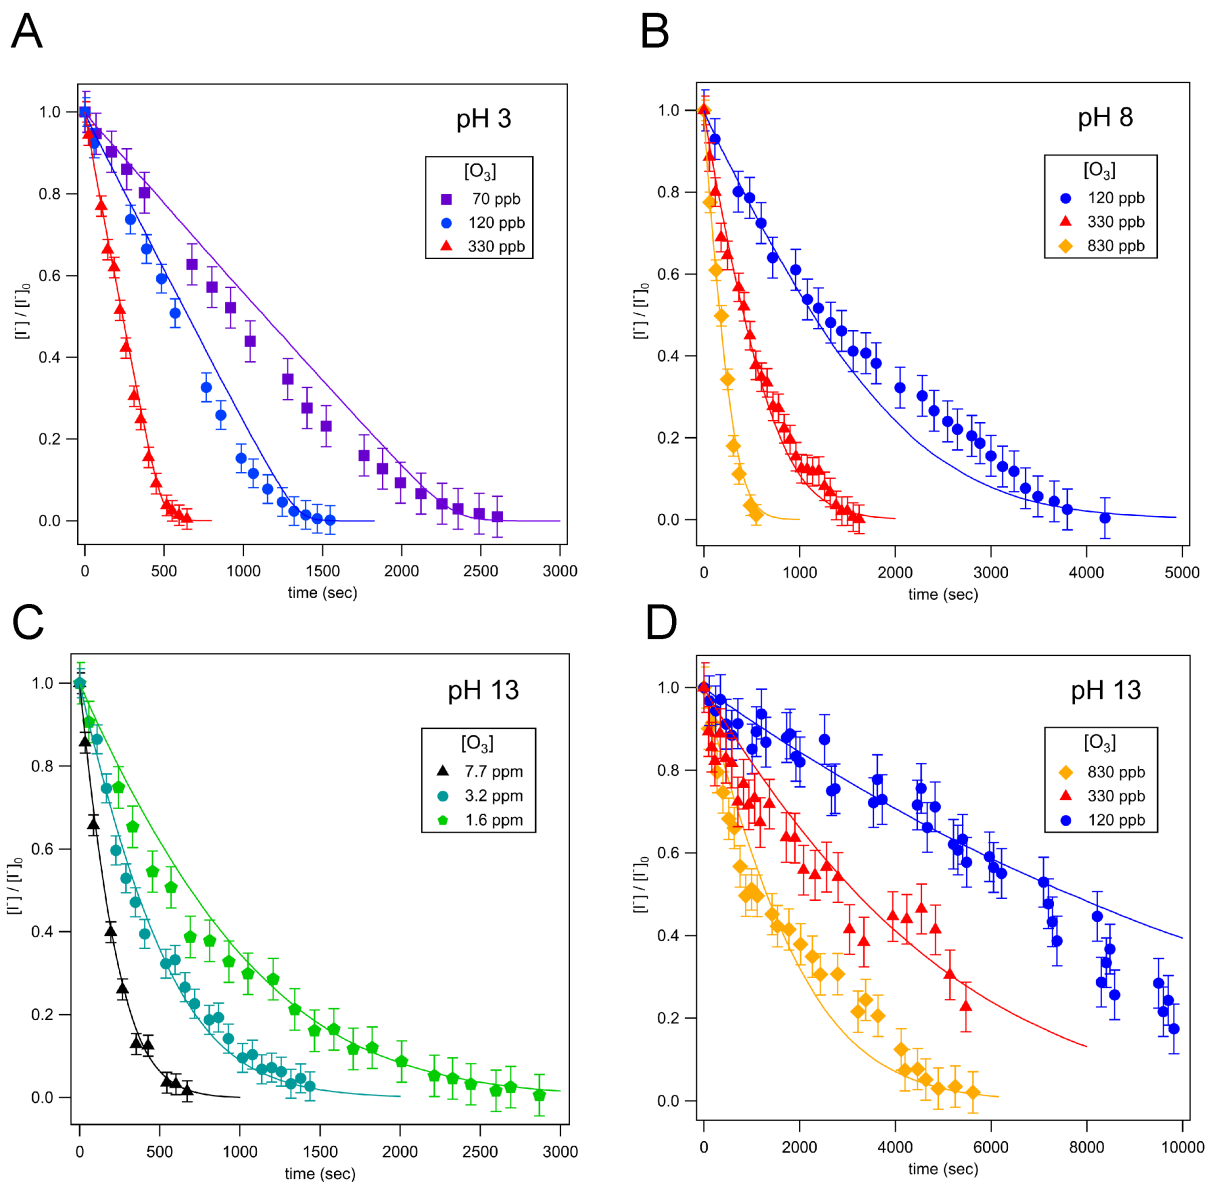 A
pH 3
[O3]
70 ppb
120 ppb
330 ppb
1.0
0.8
0.6
0.4
0.2
0.0
[I-] / [I-]0
0 500 1000 1500 2000 2500 3000
time (sec)
B
pH 8
[O3]
120 ppb
330 ppb
830 ppb
1.0
0.8
0.6
0.4
0.2
0.0
[I-] / [I-]0
0 1000 2000 3000 4000 5000
time (sec)
C
pH 13
[O3]
7.7 ppm
3.2 ppm
1.6 ppm
1.0
0.8
0.6
0.4
0.2
0.0
[I-] / [I-]0
0 500 1000 1500 2000 2500 3000
time (sec)
D
pH 13
[O3]
830 ppb
330 ppb
120 ppb
1.0
0.8
0.6
0.4
0.2
0.0
[I-] / [I-]0
0 2000 4000 6000 8000 10000
time (sec)